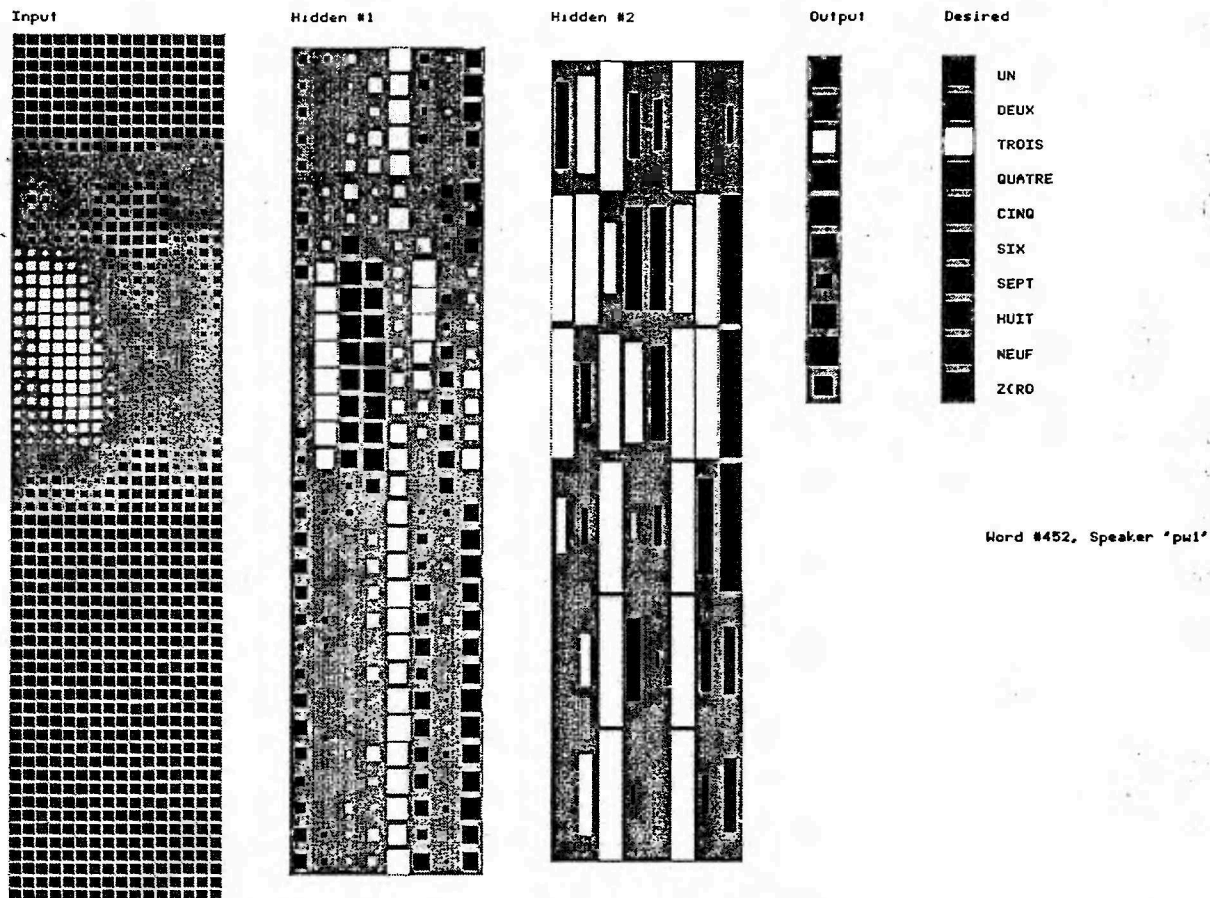 Input Hidden #1 Hidden #2 Output Desired
UN
DEUX
TROIS
QUATRE
CINQ
SIX
SEPT
HUIT
NEUF
ZERO
Word #452, Speaker "pw1"